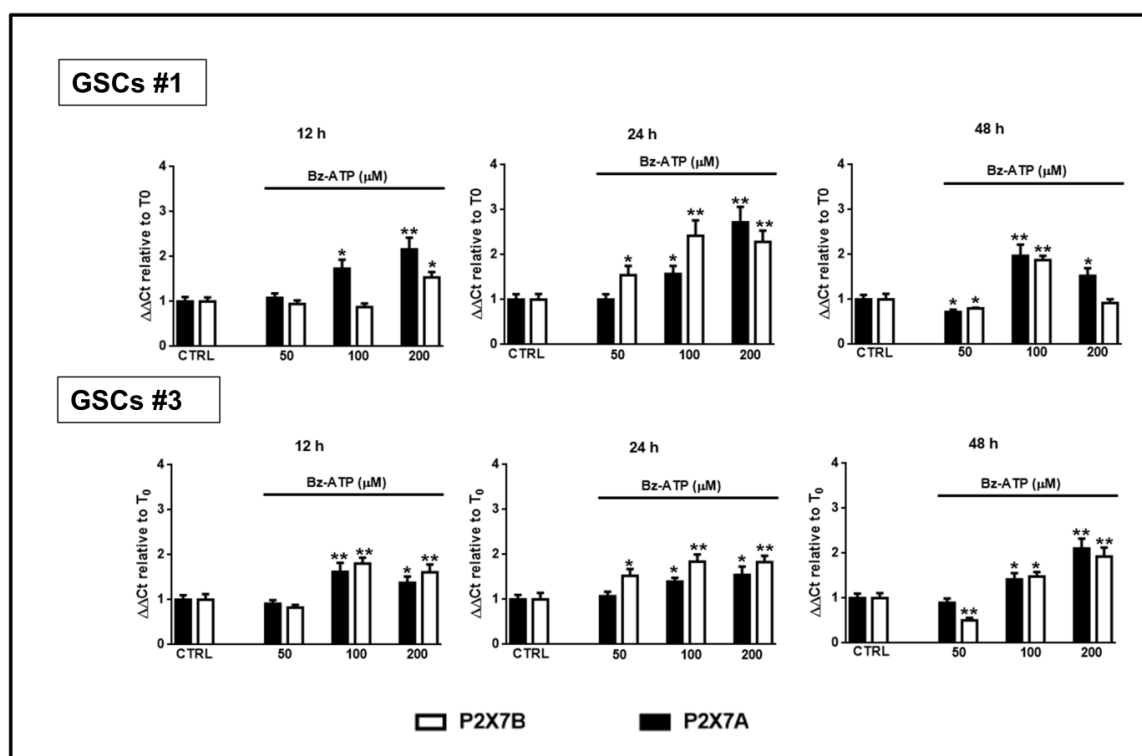 GSCs #1
12 h
Bz-ATP (μM)
ΔΔCt relative to T0
4
3
2
1
0
* ** *
CTRL 50 100 200
24 h
Bz-ATP (μM)
ΔΔCt relative to T0
4
3
2
1
0
* * ** ** **
CTRL 50 100 200
48 h
Bz-ATP (μM)
ΔΔCt relative to T0
4
3
2
1
0
* * ** ** *
CTRL 50 100 200
GSCs #3
12 h
Bz-ATP (μM)
ΔΔCt relative to T₀
4
3
2
1
0
** ** * **
CTRL 50 100 200
24 h
Bz-ATP (μM)
ΔΔCt relative to T₀
4
3
2
1
0
* * ** * **
CTRL 50 100 200
48 h
Bz-ATP (μM)
ΔΔCt relative to T₀
4
3
2
1
0
** * * ** **
CTRL 50 100 200
P2X7B P2X7A